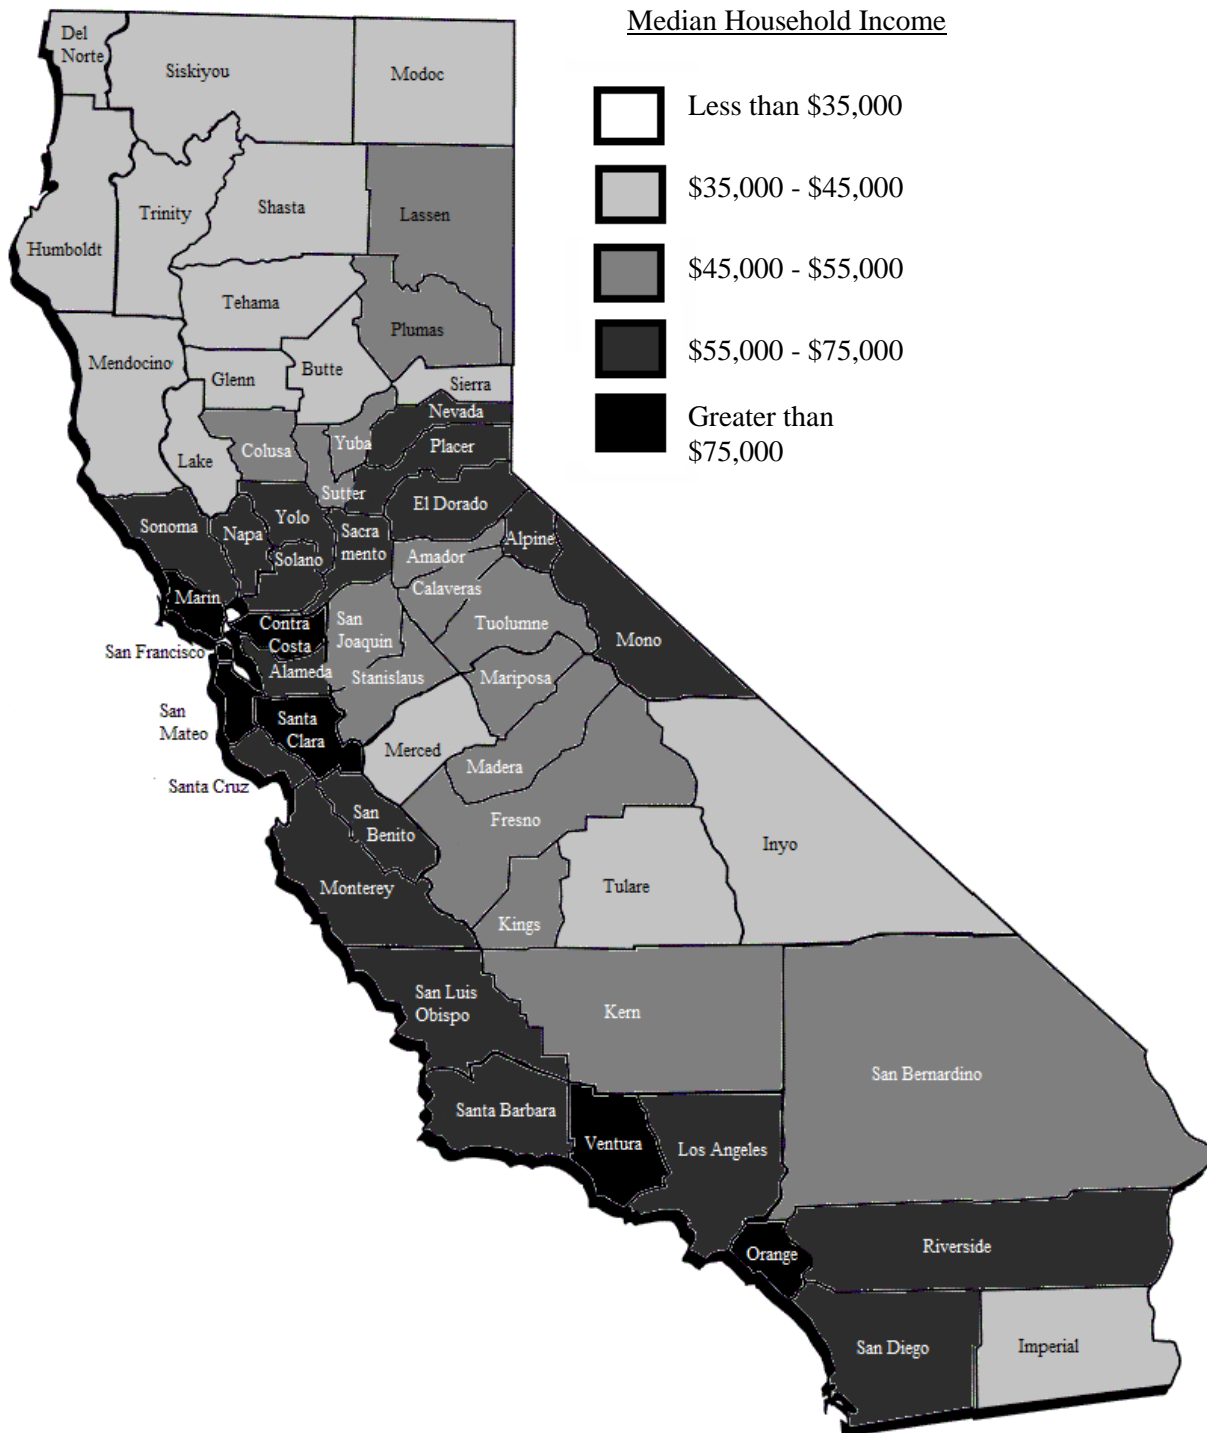 Median Household Income
Less than $35,000
$35,000 - $45,000
$45,000 - $55,000
$55,000 - $75,000
Greater than
$75,000
Del
Norte
Siskiyou
Modoc
Trinity
Shasta
Lassen
Humboldt
Tehama
Plumas
Mendocino
Glenn
Butte
Sierra
Nevada
Colusa
Yuba
Placer
Lake
Sutter
El Dorado
Sonoma
Napa
Yolo
Sacra
mento
Alpine
Solano
Amador
Calaveras
Marin
Contra
Costa
San
Joaquin
Tuolumne
Mono
San Francisco
Alameda
Stanislaus
Mariposa
San
Mateo
Santa
Clara
Merced
Madera
Santa Cruz
San
Benito
Fresno
Inyo
Monterey
Tulare
Kings
San Luis
Obispo
Kern
San Bernardino
Santa Barbara
Ventura
Los Angeles
Orange
Riverside
San Diego
Imperial